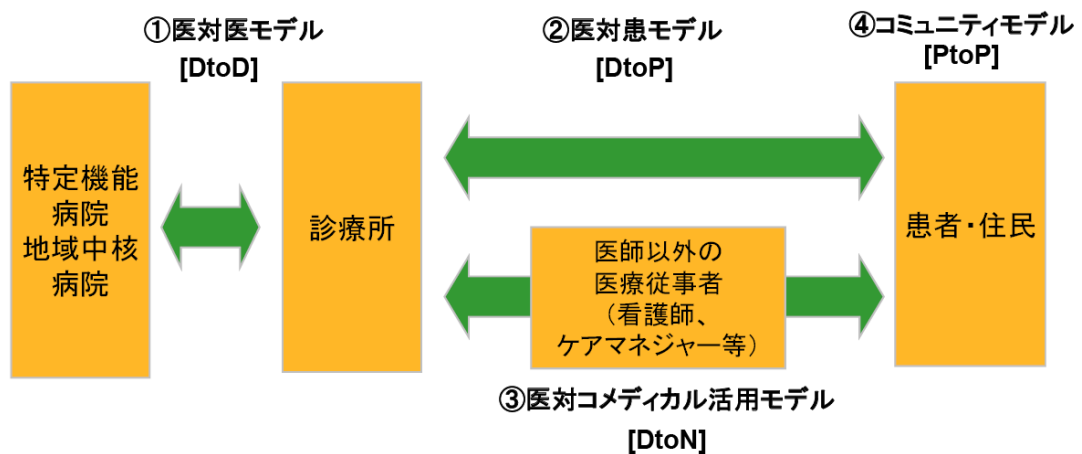 ①医対医モデル
[DtoD]
②医対患モデル
[DtoP]
④コミュニティモデル
[PtoP]
特定機能
病院
地域中核
病院
診療所
医師以外の
医療従事者
（看護師、
ケアマネジャー等）
患者・住民
③医対コメディカル活用モデル
[DtoN]